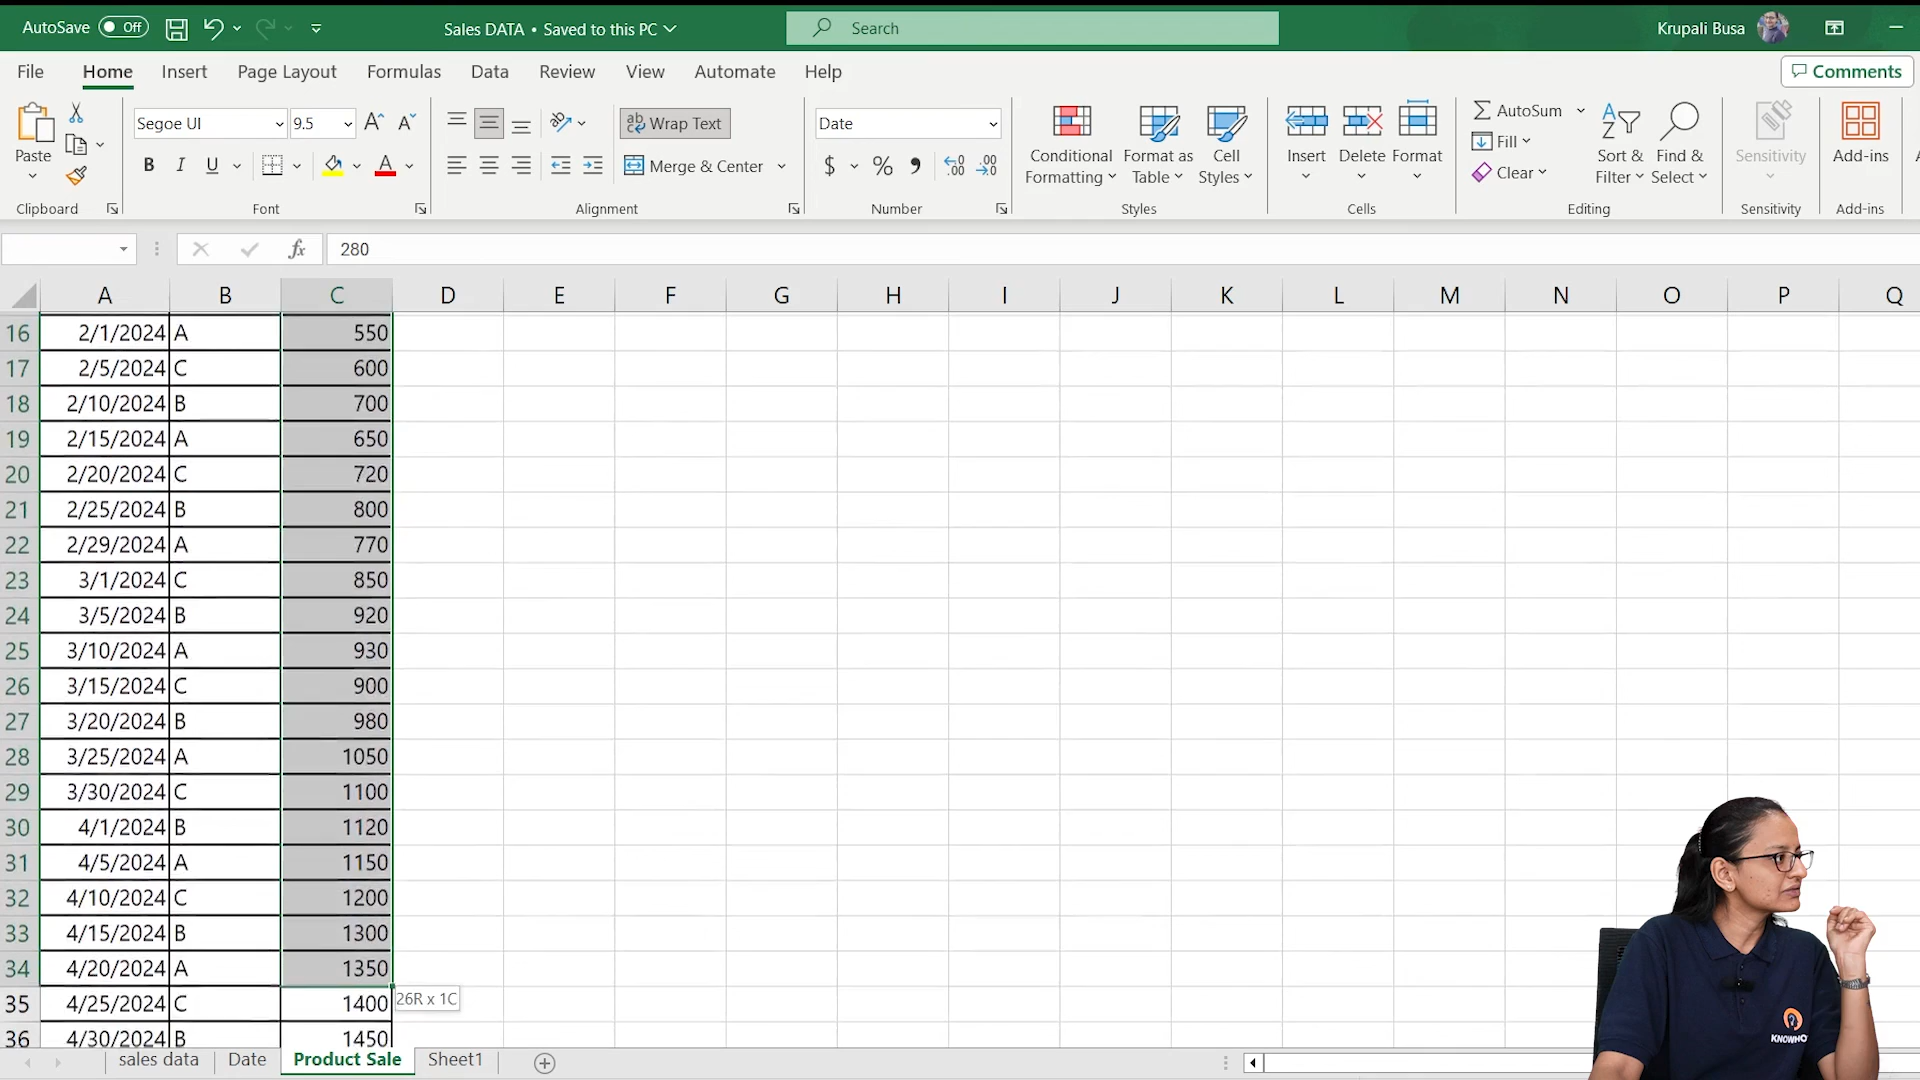 AutoSave Off Sales DATA • Saved to this PC Search Krupali Busa
File Home Insert Page Layout Formulas Data Review View Automate Help Comments
Paste
Clipboard
Segoe UI 9.5
B I U A
Font
ab Wrap Text
Merge & Center
Alignment
Date
$ % 9 .00
Number
Conditional Formatting
Format as Table
Cell Styles
Styles
Insert Delete Format
Cells
AutoSum
Fill
Clear
Sort & Filter
Find & Select
Editing
Sensitivity
Sensitivity
Add-ins
Add-ins
fx 280
A B C D E F G H I J K L M N O P Q
16 2/1/2024 A 550
17 2/5/2024 C 600
18 2/10/2024 B 700
19 2/15/2024 A 650
20 2/20/2024 C 720
21 2/25/2024 B 800
22 2/29/2024 A 770
23 3/1/2024 C 850
24 3/5/2024 B 920
25 3/10/2024 A 930
26 3/15/2024 C 900
27 3/20/2024 B 980
28 3/25/2024 A 1050
29 3/30/2024 C 1100
30 4/1/2024 B 1120
31 4/5/2024 A 1150
32 4/10/2024 C 1200
33 4/15/2024 B 1300
34 4/20/2024 A 1350
35 4/25/2024 C 1400 26R x 1C
36 4/30/2024 B 1450
sales data Date Product Sale Sheet1
KNOWHO